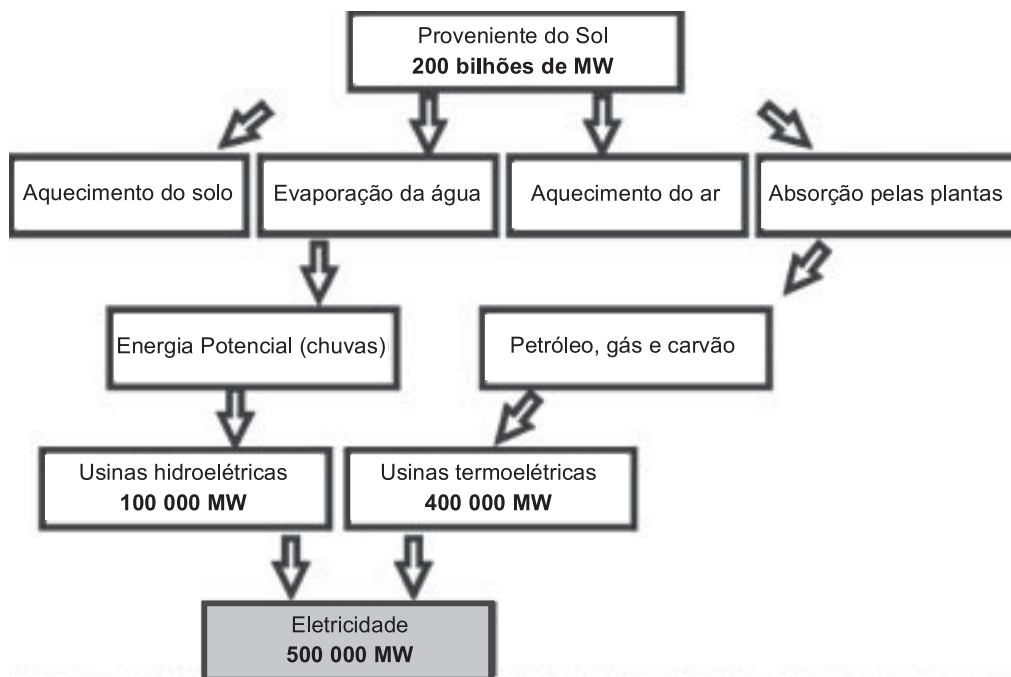 Proveniente do Sol
200 bilhões de MW
Aquecimento do solo
Evaporação da água
Aquecimento do ar
Absorção pelas plantas
Energia Potencial (chuvas)
Petróleo, gás e carvão
Usinas hidroelétricas
100 000 MW
Usinas termoelétricas
400 000 MW
Eletricidade
500 000 MW